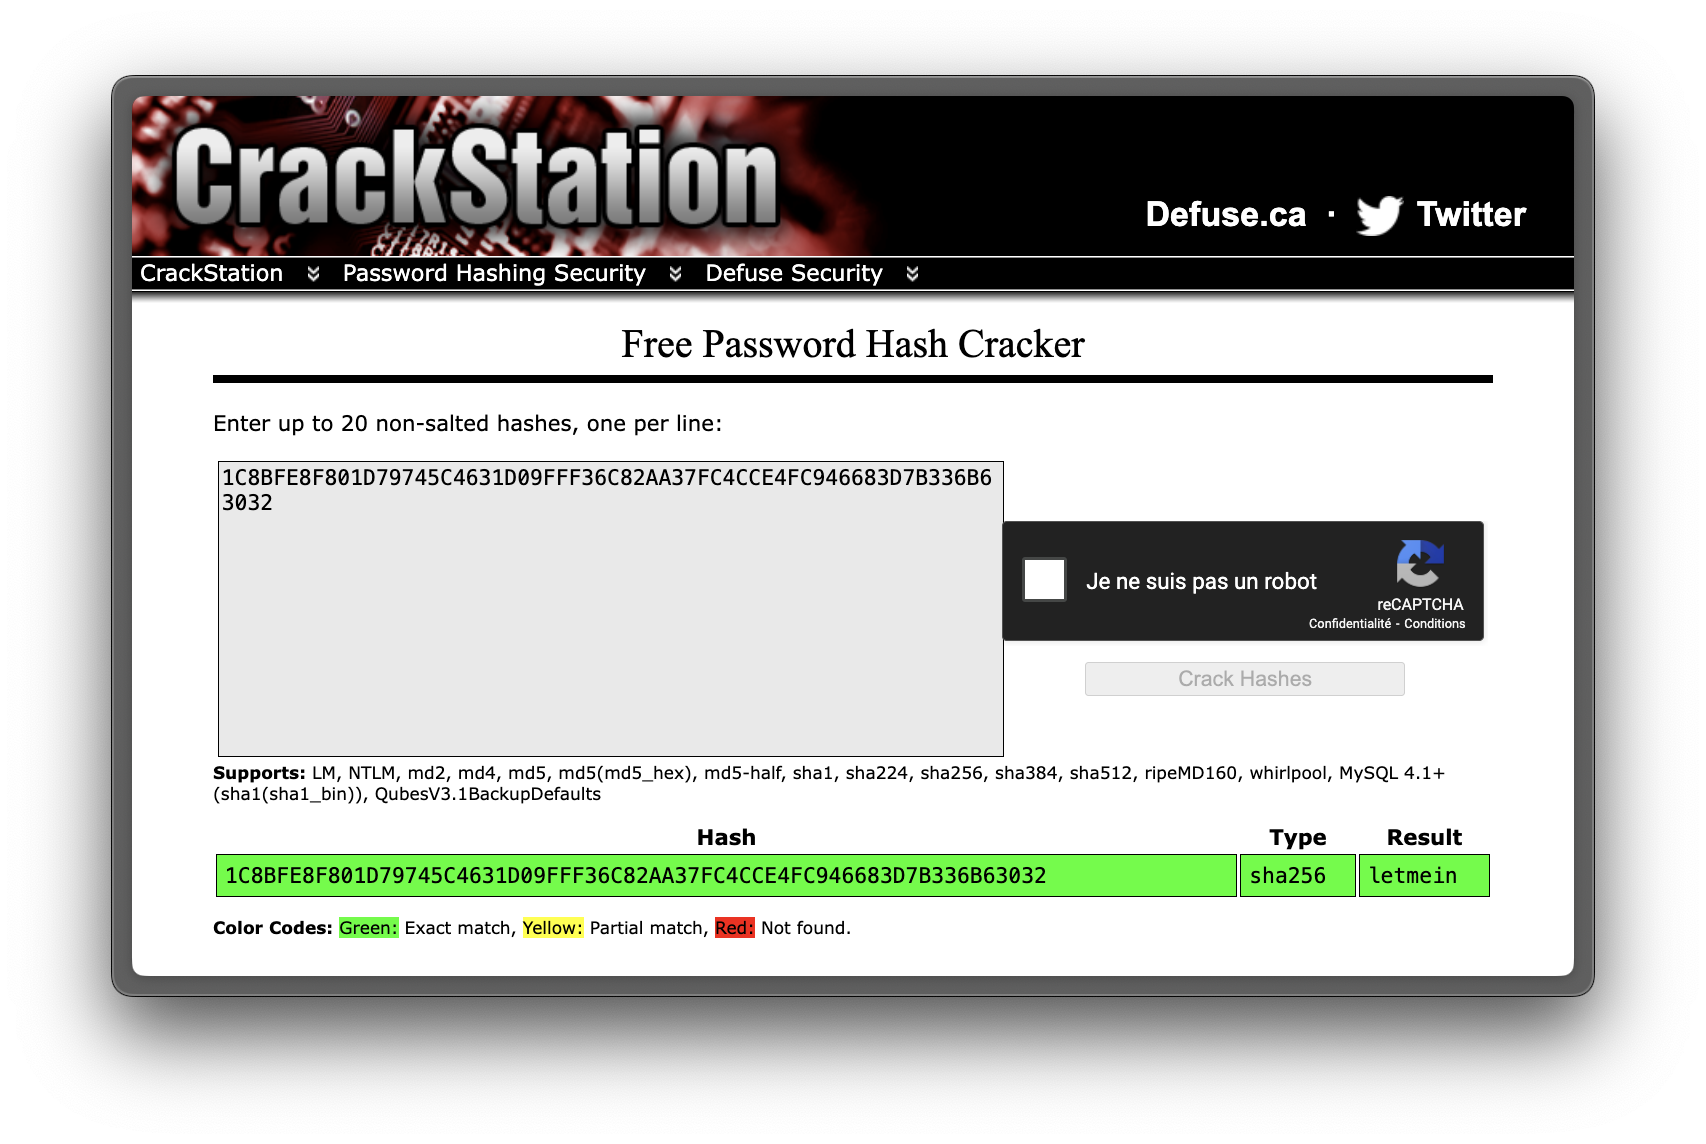 CrackStation
Defuse.ca · Twitter
CrackStation Password Hashing Security Defuse Security
Free Password Hash Cracker
Enter up to 20 non-salted hashes, one per line:
1C8BFE8F801D79745C4631D09FFF36C82AA37FC4CCE4FC946683D7B336B6
3032
Je ne suis pas un robot
reCAPTCHA
Confidentialité - Conditions
Crack Hashes
Supports: LM, NTLM, md2, md4, md5, md5(md5_hex), md5-half, sha1, sha224, sha256, sha384, sha512, ripeMD160, whirlpool, MySQL 4.1+
(sha1(sha1_bin)), QubesV3.1BackupDefaults
Hash Type Result
1C8BFE8F801D79745C4631D09FFF36C82AA37FC4CCE4FC946683D7B336B63032 sha256 letmein
Color Codes: Green: Exact match, Yellow: Partial match, Red: Not found.